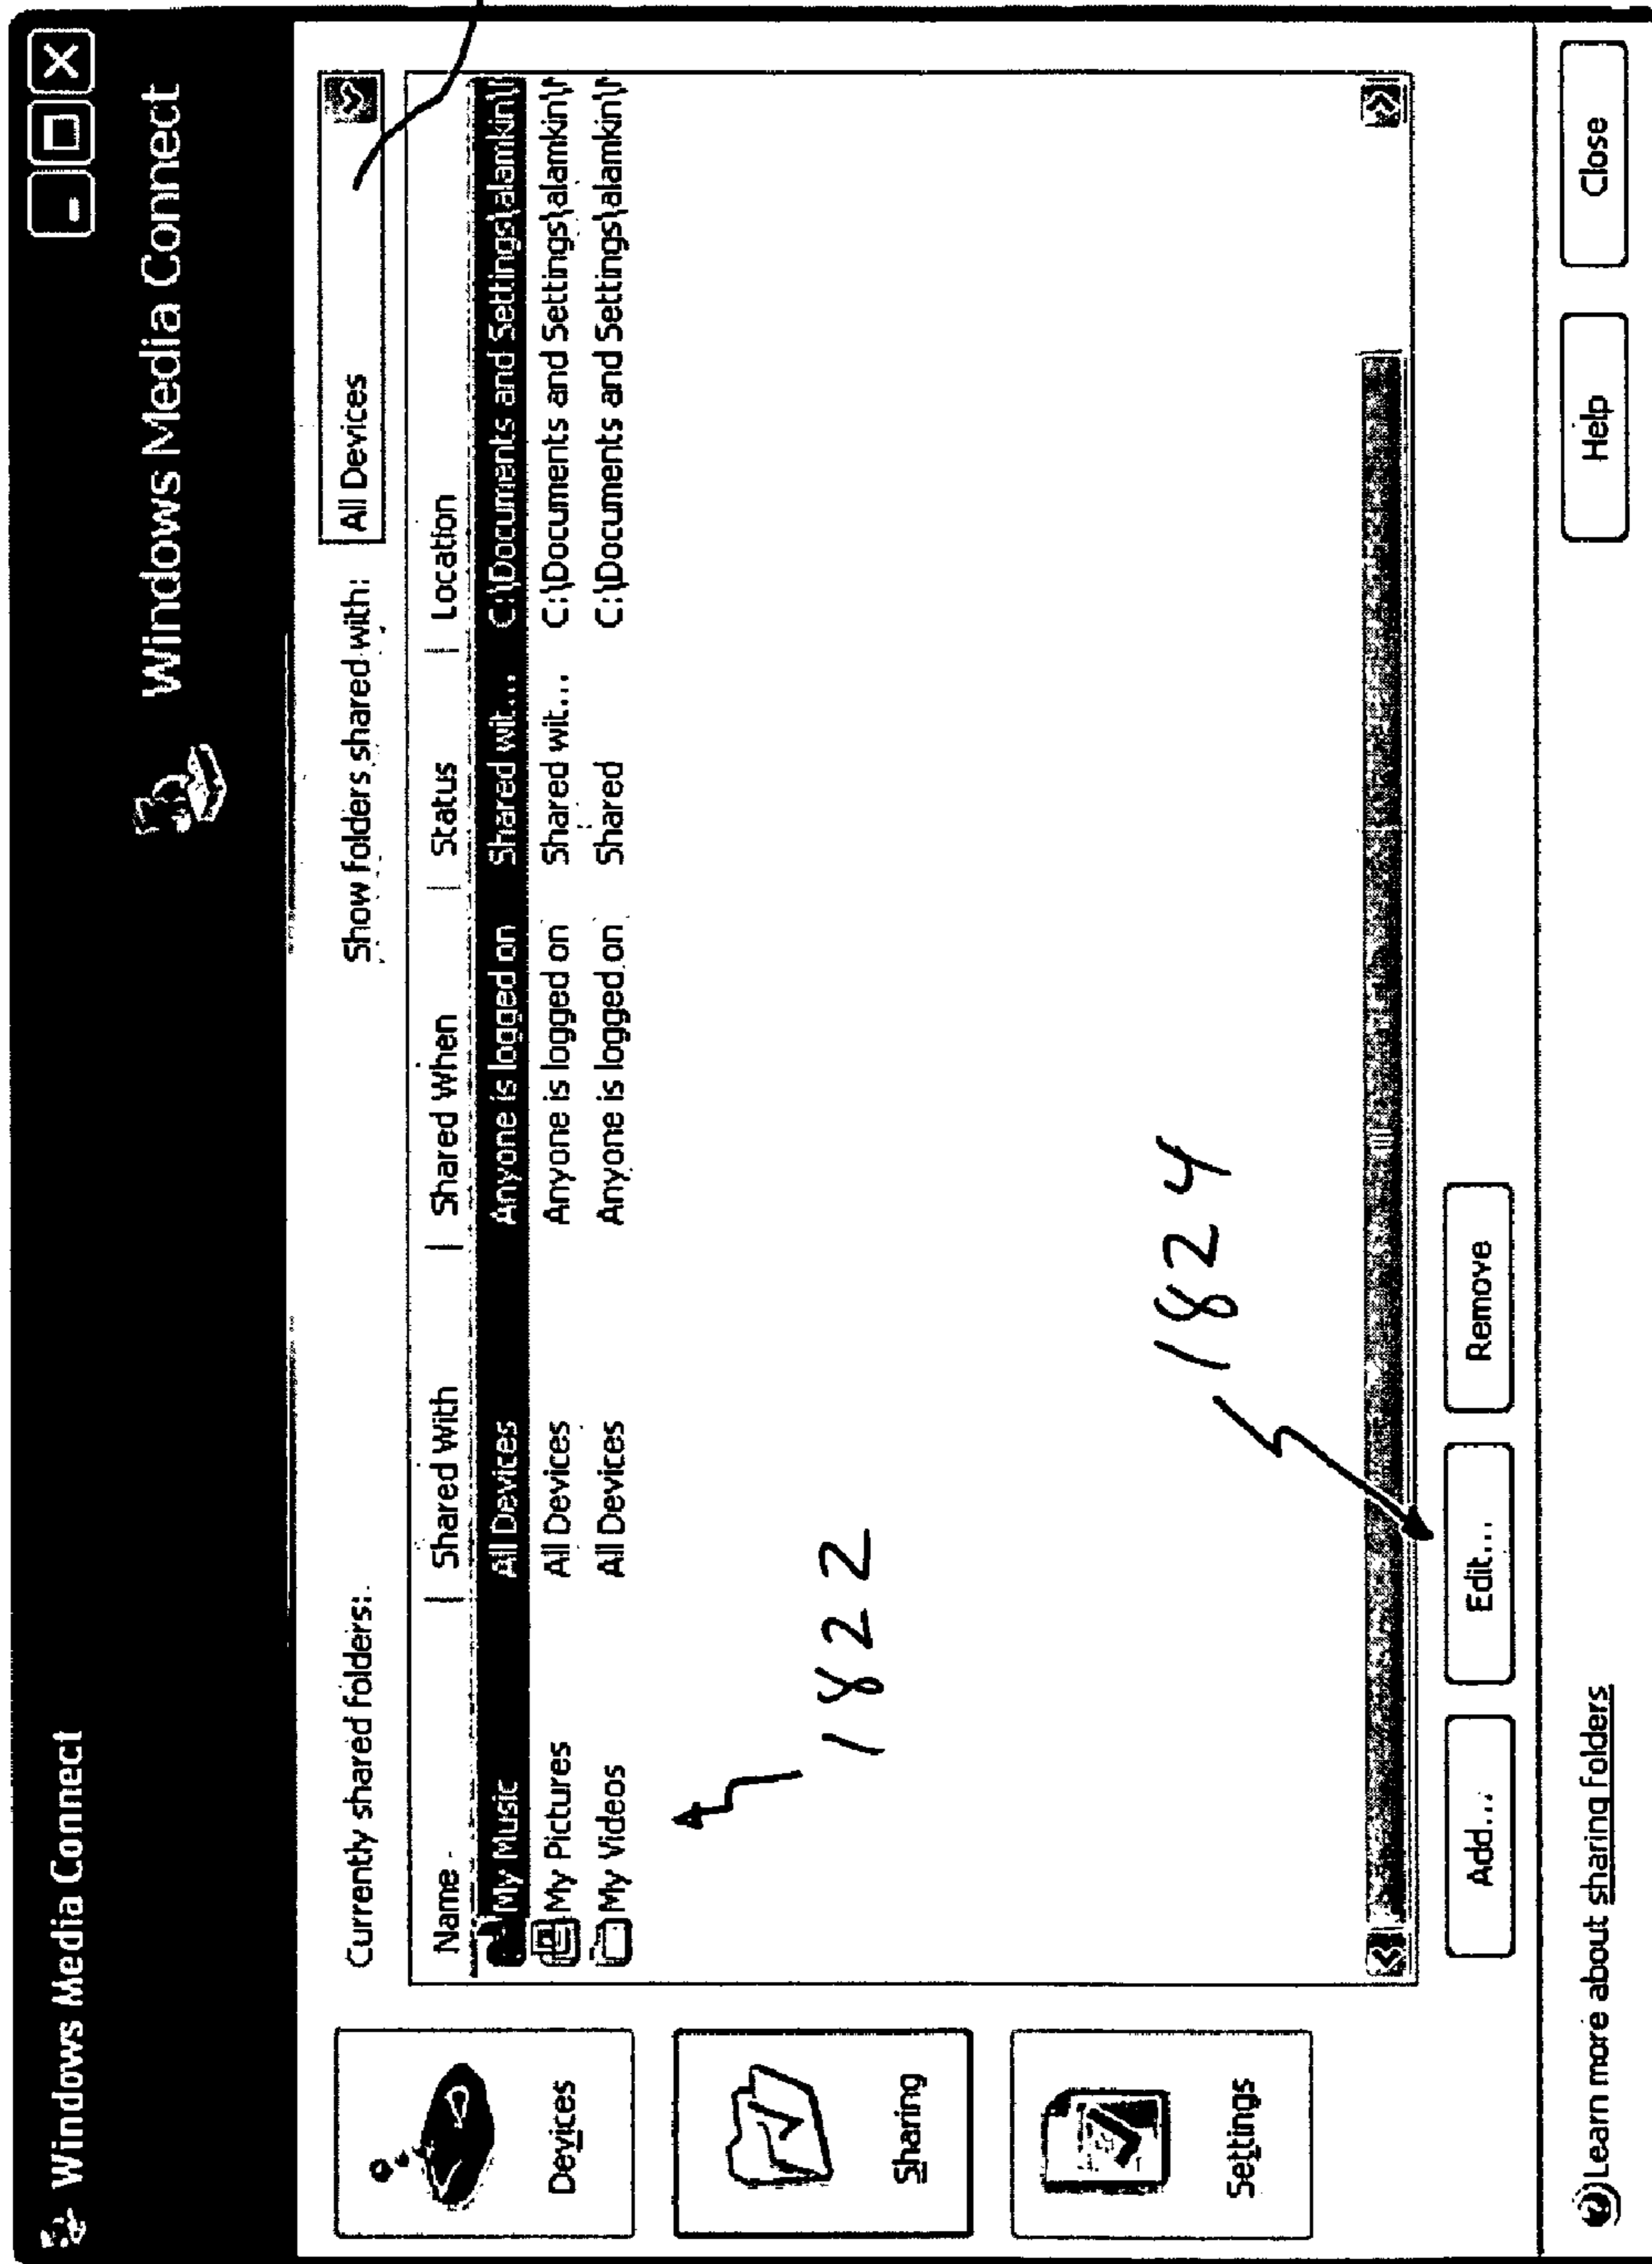 Windows Media Connect
Windows Media Connect
Devices
Sharing
Settings
Currently shared folders: Show folders shared with: All Devices
Name Shared With Shared When Status Location
My Music All Devices Anyone is logged on Shared wit... C:\Documents and Settings\alamkin\
My Pictures All Devices Anyone is logged on Shared wit... C:\Documents and Settings\alamkin\
My Videos All Devices Anyone is logged on Shared C:\Documents and Settings\alamkin\
1822
1824
Add... Edit... Remove
Learn more about sharing folders Help Close